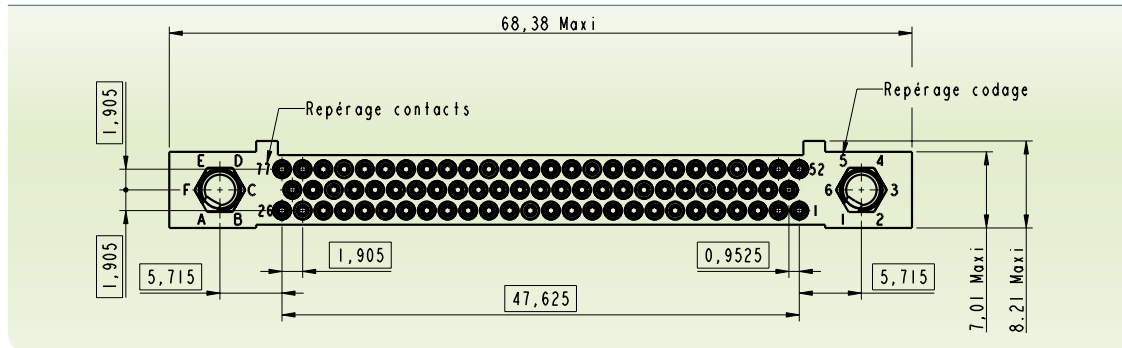 68,38 Maxi
Repérage contacts
Repérage codage
1,905
E D
77
52
5 4
F C
6 3
A B
26
1
1 2
1,905
5,715
1,905
0,9525
5,715
47,625
7,01 Maxi
8.21 Maxi